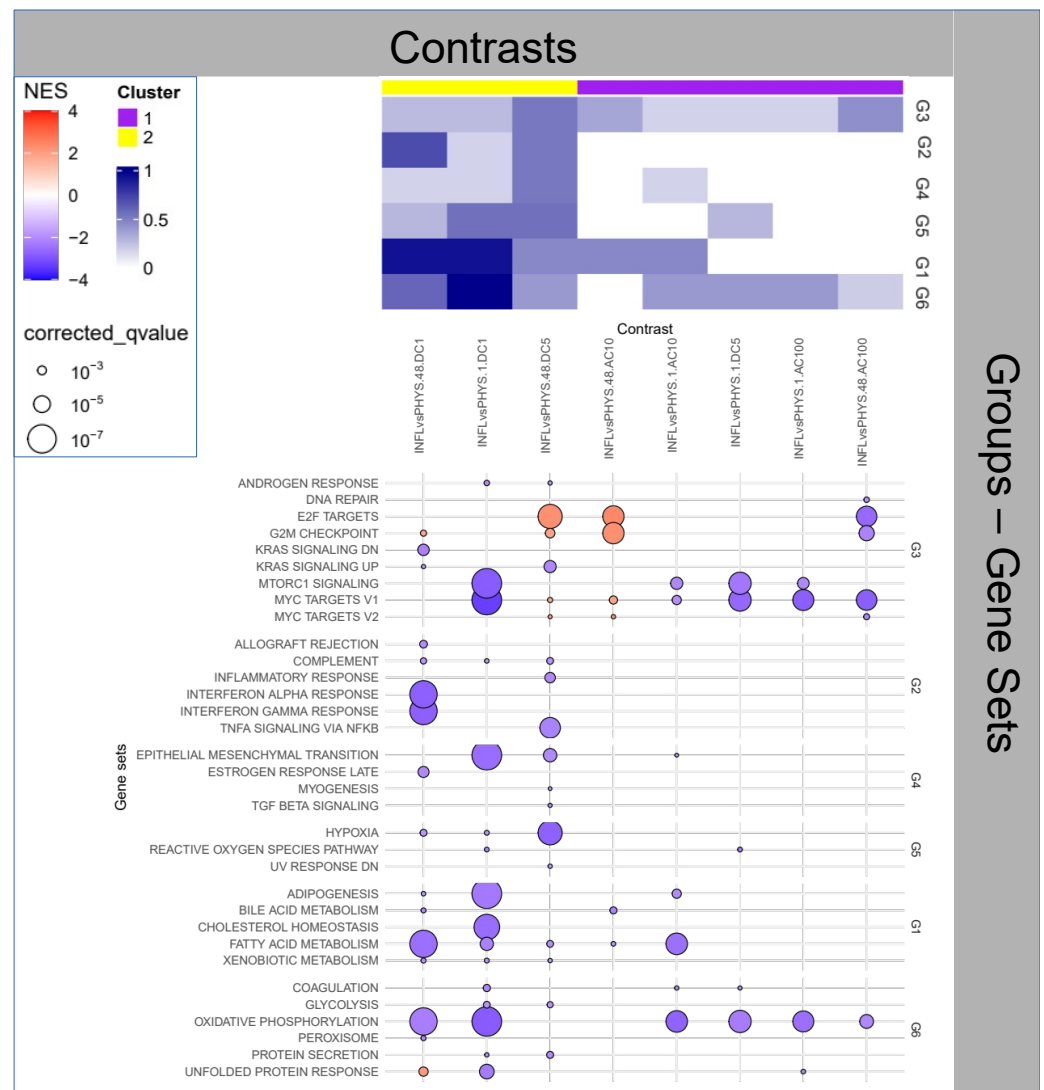 Contrasts
NES
4
2
0
−2
−4
Cluster
1
2
1
0.5
0
corrected_qvalue
10−3
10−5
10−7
G3
G2
G4
G5
G1
G6
Contrast
INFLvsPHYS.48.DC1
INFLvsPHYS.1.DC1
INFLvsPHYS.48.DC5
INFLvsPHYS.48.AC10
INFLvsPHYS.1.AC10
INFLvsPHYS.1.DC5
INFLvsPHYS.1.AC100
INFLvsPHYS.48.AC100
Groups – Gene Sets
Gene sets
ANDROGEN RESPONSE
DNA REPAIR
E2F TARGETS
G2M CHECKPOINT
KRAS SIGNALING DN
KRAS SIGNALING UP
MTORC1 SIGNALING
MYC TARGETS V1
MYC TARGETS V2
G3
ALLOGRAFT REJECTION
COMPLEMENT
INFLAMMATORY RESPONSE
INTERFERON ALPHA RESPONSE
INTERFERON GAMMA RESPONSE
TNFA SIGNALING VIA NFKB
G2
EPITHELIAL MESENCHYMAL TRANSITION
ESTROGEN RESPONSE LATE
MYOGENESIS
TGF BETA SIGNALING
G4
HYPOXIA
REACTIVE OXYGEN SPECIES PATHWAY
UV RESPONSE DN
G5
ADIPOGENESIS
BILE ACID METABOLISM
CHOLESTEROL HOMEOSTASIS
FATTY ACID METABOLISM
XENOBIOTIC METABOLISM
G1
COAGULATION
GLYCOLYSIS
OXIDATIVE PHOSPHORYLATION
PEROXISOME
PROTEIN SECRETION
UNFOLDED PROTEIN RESPONSE
G6